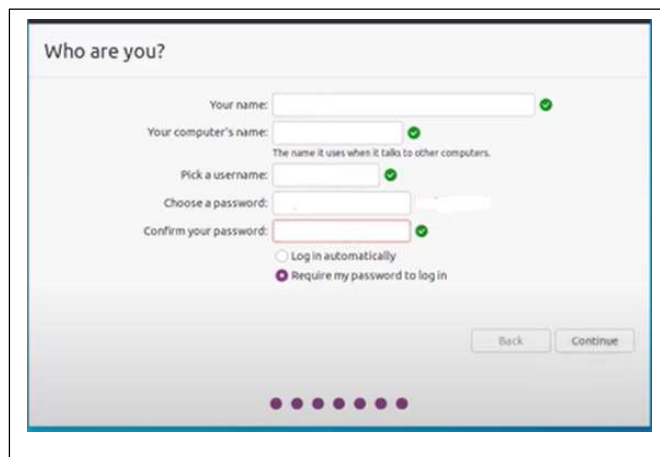 Who are you?
Your name:
Your computer's name:
The name it uses when it talks to other computers.
Pick a username:
Choose a password:
Confirm your password:
Log in automatically
Require my password to log in
Back Continue